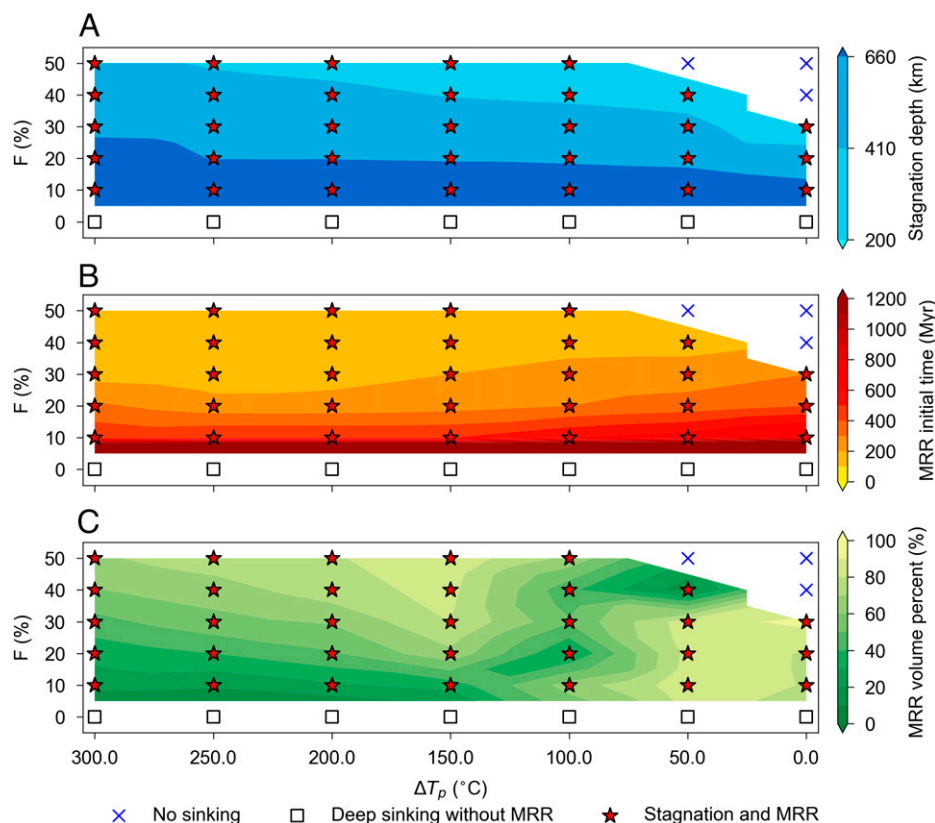 A
50
40
30
20
10
0
F (%)
660
410
200
Stagnation depth (km)
B
50
40
30
20
10
0
F (%)
1200
1000
800
600
400
200
0
MRR initial time (Myr)
C
50
40
30
20
10
0
F (%)
100
80
60
40
20
0
MRR volume percent (%)
300.0 250.0 200.0 150.0 100.0 50.0 0.0
ΔTₚ (°C)
No sinking Deep sinking without MRR Stagnation and MRR